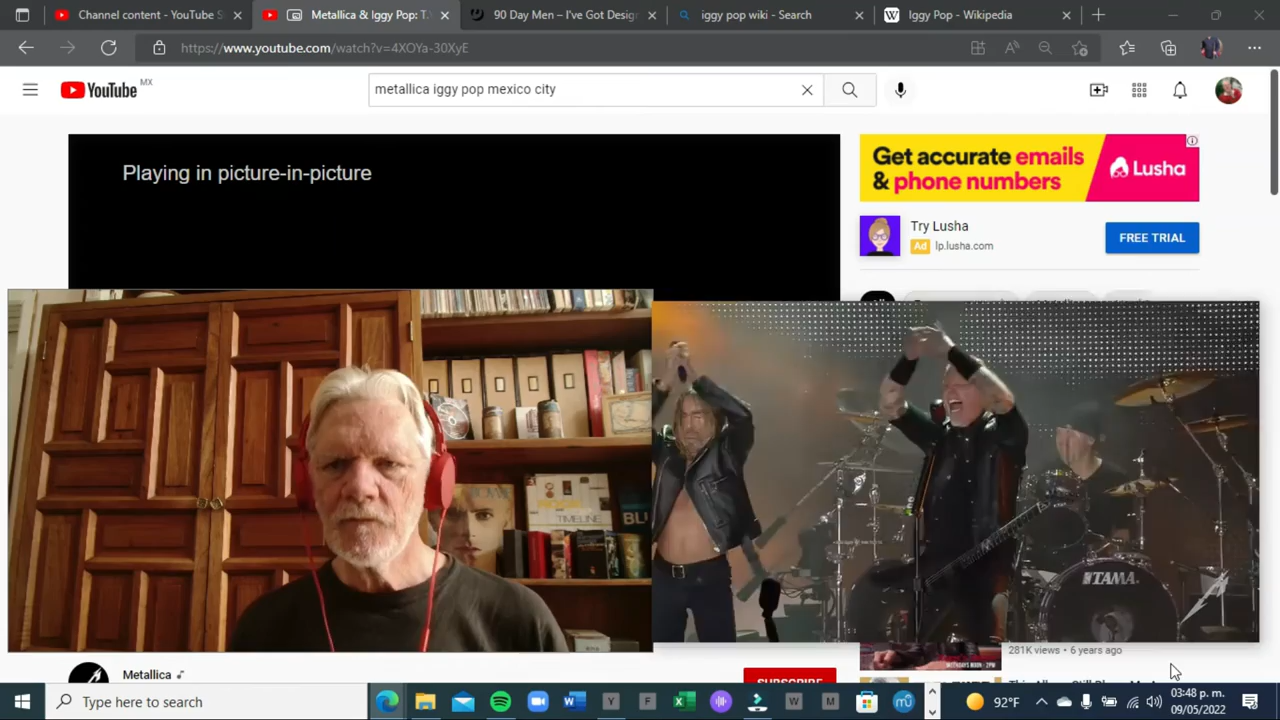 Channel content - YouTube S
Metallica & Iggy Pop: T.V
90 Day Men – I've Got Desig
iggy pop wiki - Search
Iggy Pop - Wikipedia
https://www.youtube.com/watch?v=4XOYa-30XyE
YouTube MX
metallica iggy pop mexico city
Playing in picture-in-picture
Get accurate emails
& phone numbers
Lusha
Try Lusha
Ad lp.lusha.com
FREE TRIAL
TIMELINE
BLU
TAMA
281K views • 6 years ago
Metallica
SUBSCRIBE
Type here to search
92°F
03:48 p. m.
09/05/2022